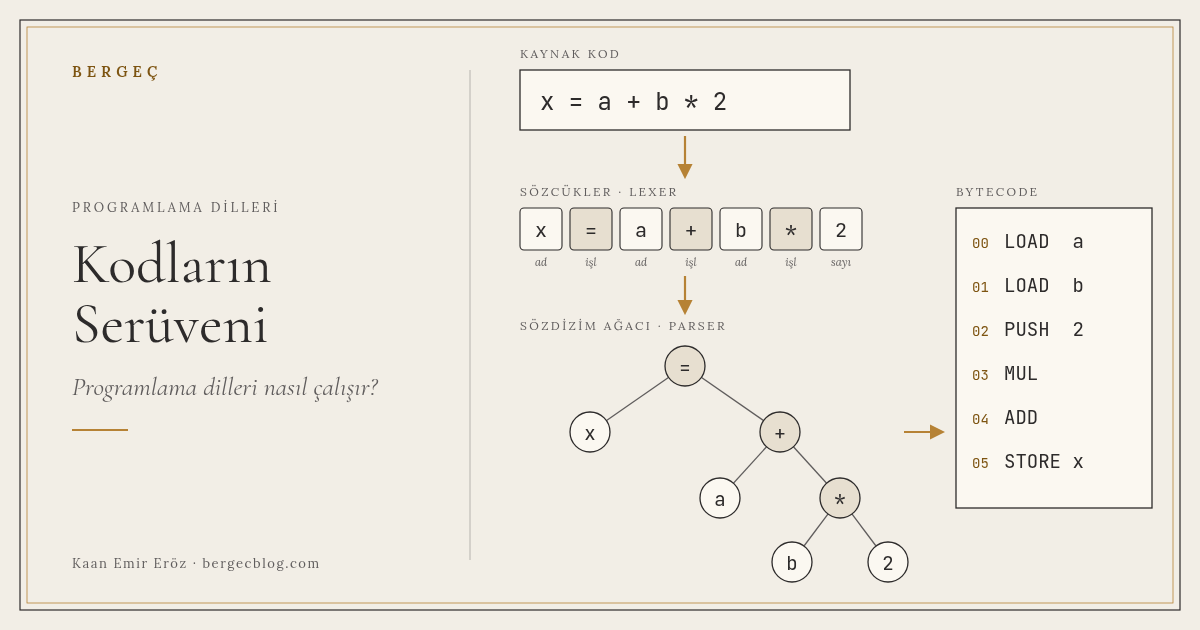 BERGEÇ
PROGRAMLAMA DİLLERİ
Kodların
Serüveni
Programlama dilleri nasıl çalışır?
Kaan Emir Eröz · bergecblog.com
KAYNAK KOD
x = a + b * 2
SÖZCÜKLER · LEXER
x = a + b * 2
ad işl ad işl ad işl sayı
SÖZDİZİM AĞACI · PARSER
=
x +
a *
b 2
BYTECODE
00 LOAD a
01 LOAD b
02 PUSH 2
03 MUL
04 ADD
05 STORE x